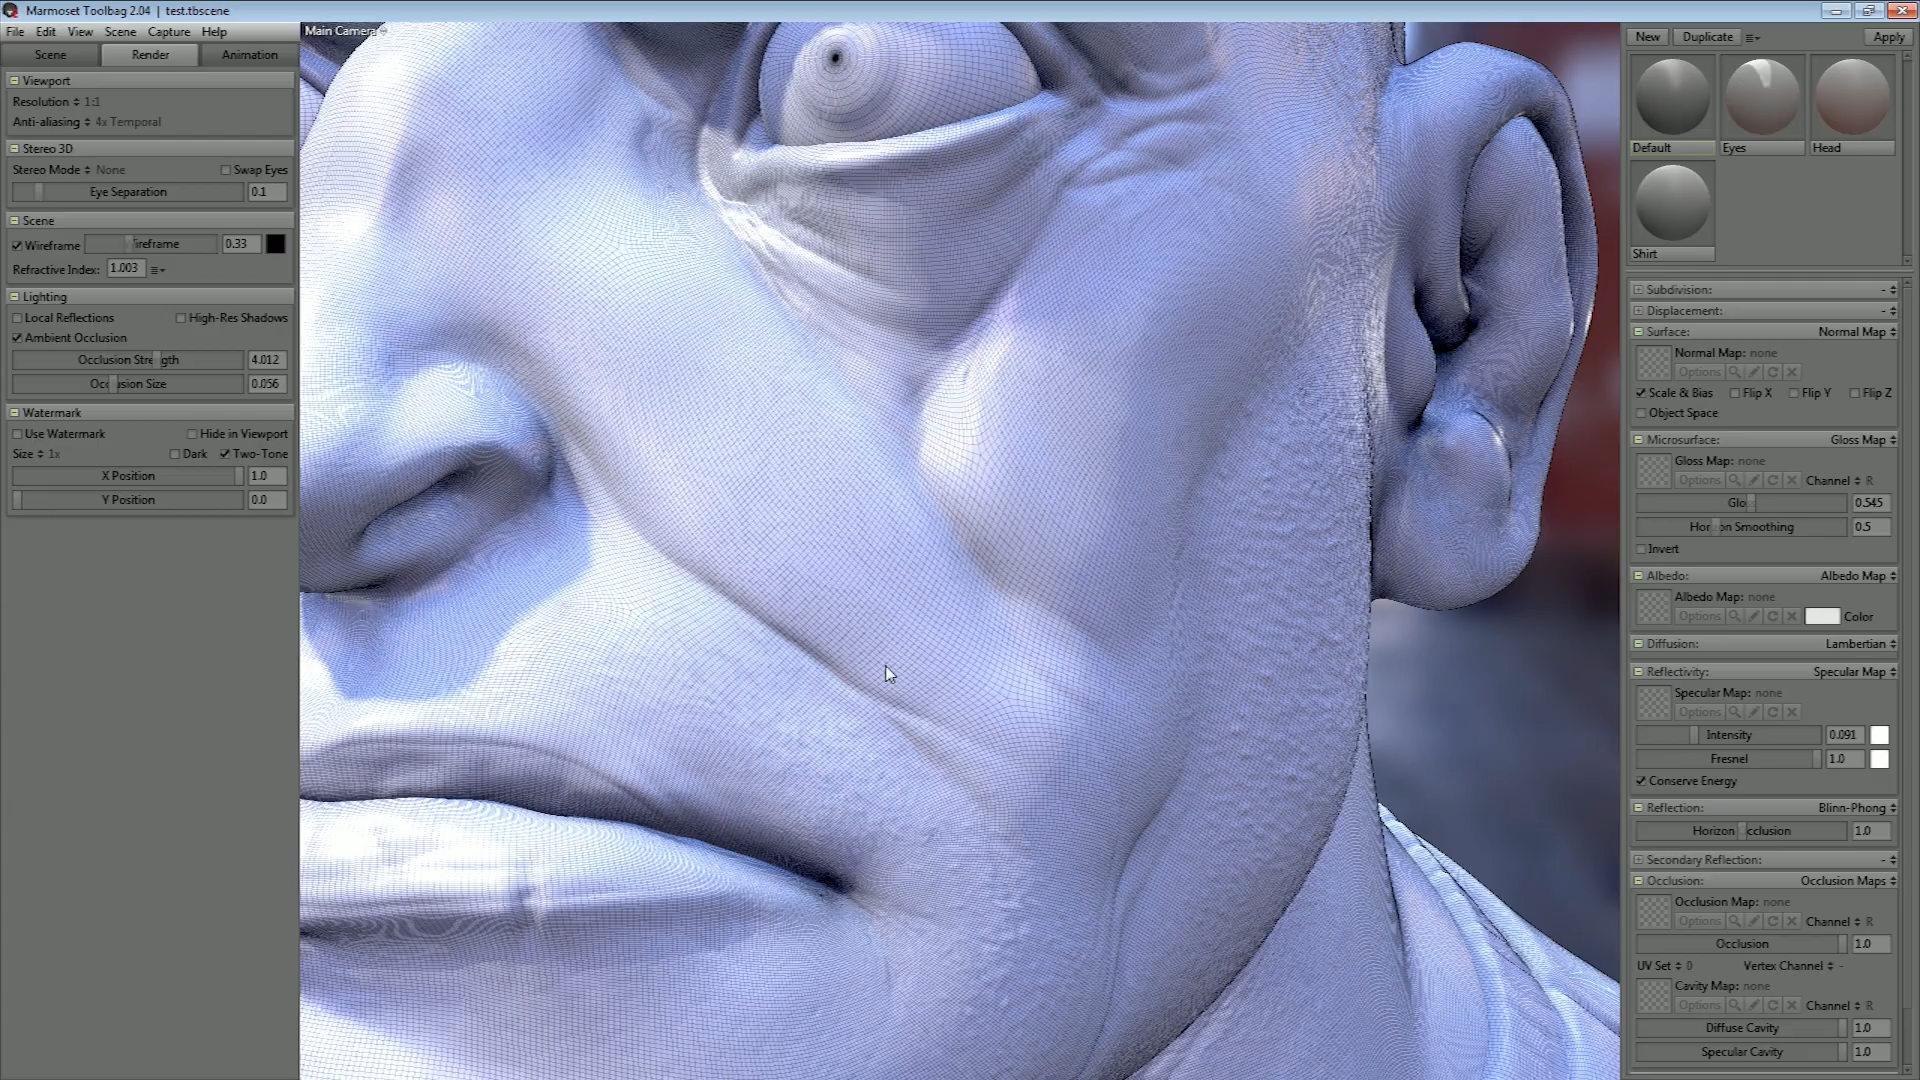 Marmoset Toolbag 2.04 | test.tbscene
File Edit View Scene Capture Help
Scene Render Animation
Viewport
Resolution 1:1
Anti-aliasing 4x Temporal
Stereo 3D
Stereo Mode None Swap Eyes
Eye Separation 0.1
Scene
Wireframe 0.33
Refractive Index: 1.003
Lighting
Local Reflections High-Res Shadows
Ambient Occlusion
Occlusion Strength 4.012
Occlusion Size 0.056
Watermark
Use Watermark Hide in Viewport
Size 1x Dark Two-Tone
X Position 1.0
Y Position 0.0
Main Camera
New Duplicate Apply
Default Eyes Head
Shirt
Subdivision: -
Displacement: -
Surface: Normal Map
Normal Map: none
Options
Scale & Bias Flip X Flip Y Flip Z
Object Space
Microsurface: Gloss Map
Gloss Map: none
Options Channel R
0.545
Horizon Smoothing 0.5
Invert
Albedo: Albedo Map
Albedo Map: none
Options Color
Diffusion: Lambertian
Reflectivity: Specular Map
Specular Map: none
Options
Intensity 0.091
Fresnel 1.0
Conserve Energy
Reflection: Blinn-Phong
Horizon Occlusion 1.0
Secondary Reflection: -
Occlusion: Occlusion Maps
Occlusion Map: none
Options Channel R
Occlusion 1.0
UV Set 0 Vertex Channel -
Cavity Map: none
Options Channel R
Diffuse Cavity 1.0
Specular Cavity 1.0